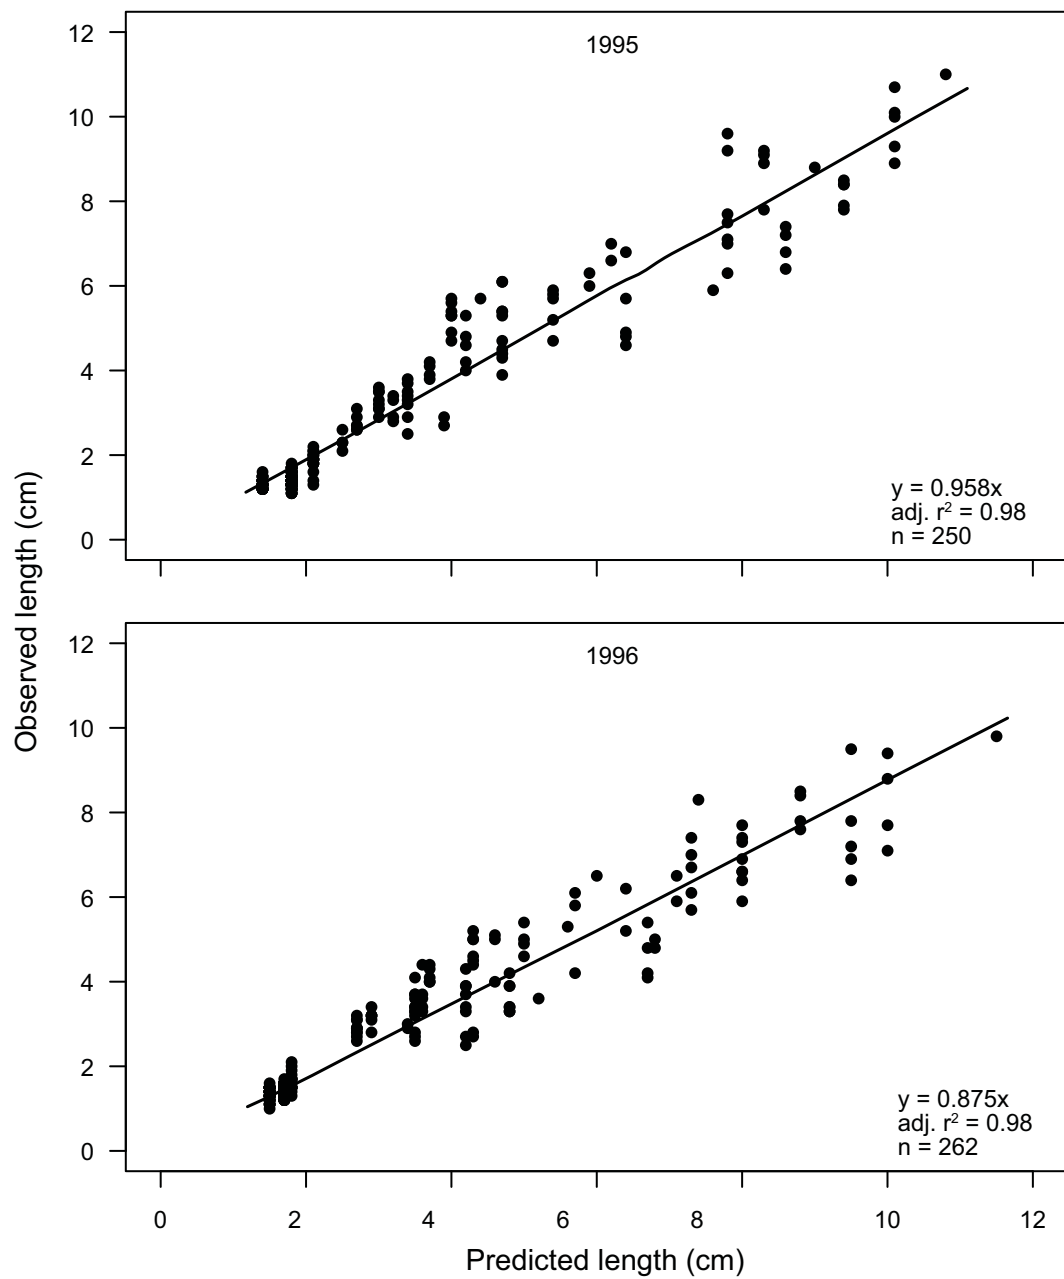 12
1995
10
8
6
4
2
0
y = 0.958x
adj. r² = 0.98
n = 250
Observed length (cm)
12
1996
10
8
6
4
2
0
y = 0.875x
adj. r² = 0.98
n = 262
0 2 4 6 8 10 12
Predicted length (cm)